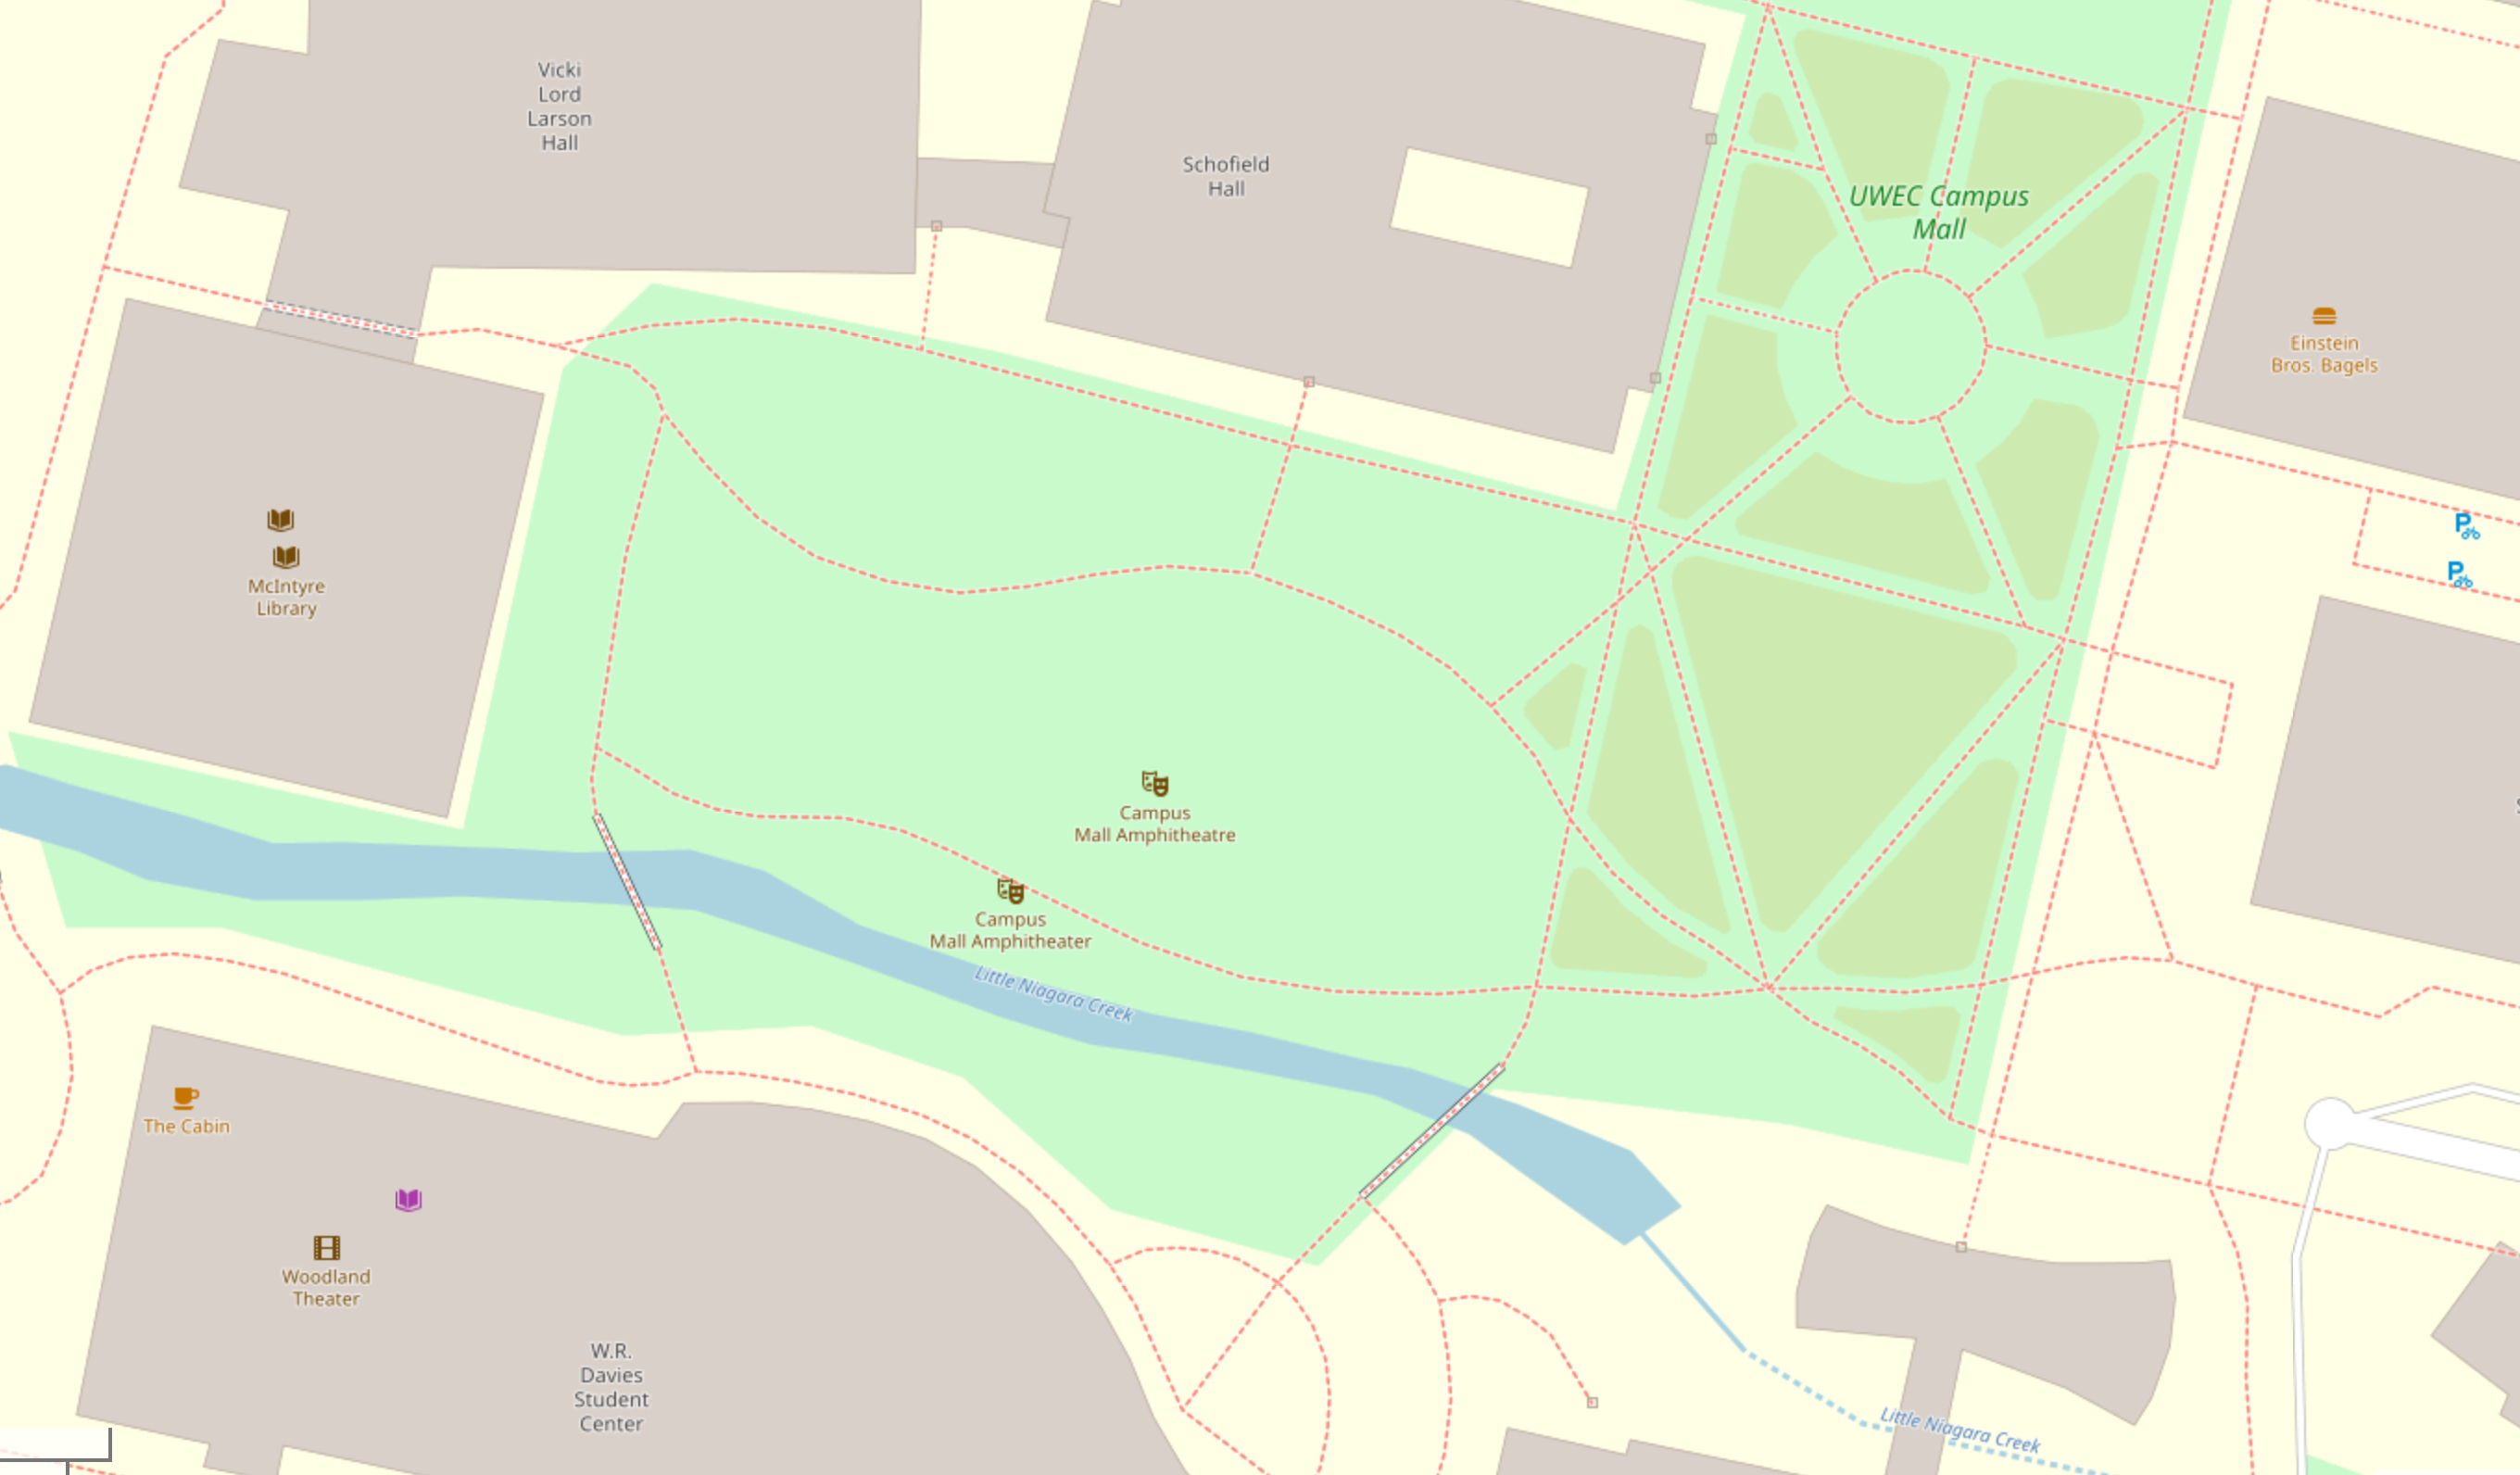 Vicki
Lord
Larson
Hall
Schofield
Hall
UWEC Campus
Mall
Einstein
Bros. Bagels
P
P
McIntyre
Library
Campus
Mall Amphitheatre
Campus
Mall Amphitheater
Little Niagara Creek
The Cabin
Woodland
Theater
W.R.
Davies
Student
Center
Little Niagara Creek